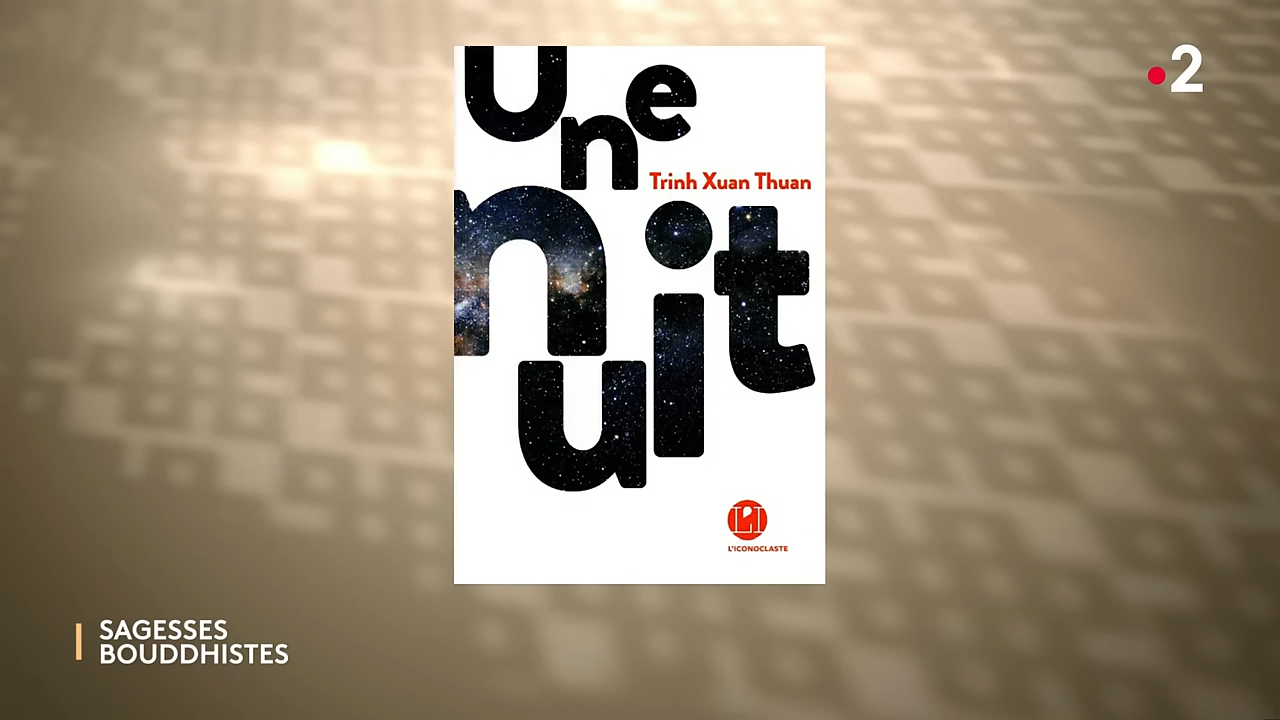 une
Trinh Xuan Thuan
nuit
L'ICONOCLASTE
2
SAGESSES
BOUDDHISTES